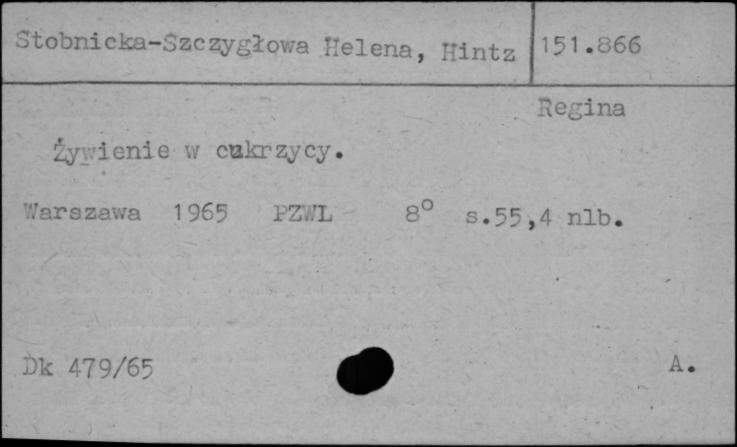 Stobnicka-Szczygłowa Helena, Hintz 151.866
Regina
Żywienie w cukrzycy.
Warszawa 1965 PZWL 8° s.55,4 nlb.
Dk 479/65 A.